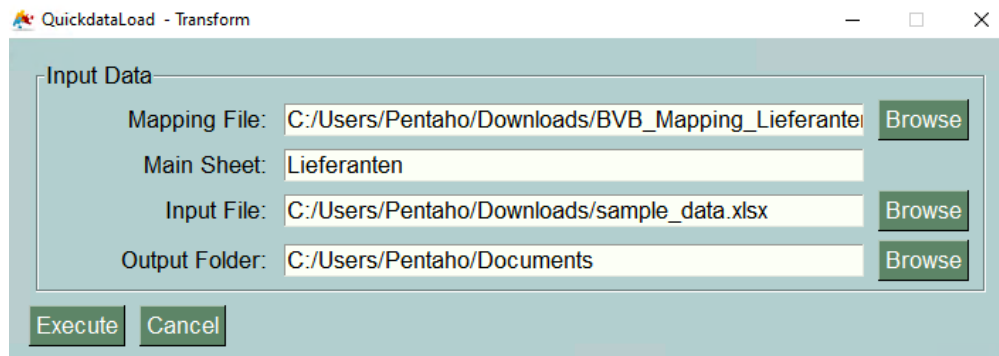 QuickdataLoad - Transform
Input Data
Mapping File: C:/Users/Pentaho/Downloads/BVB_Mapping_Lieferanten Browse
Main Sheet: Lieferanten
Input File: C:/Users/Pentaho/Downloads/sample_data.xlsx Browse
Output Folder: C:/Users/Pentaho/Documents Browse
Execute Cancel